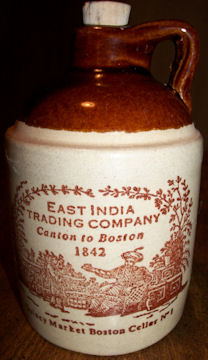 EAST INDIA
TRADING COMPANY
Canton to Boston
1842
Market Boston Cellar No 1